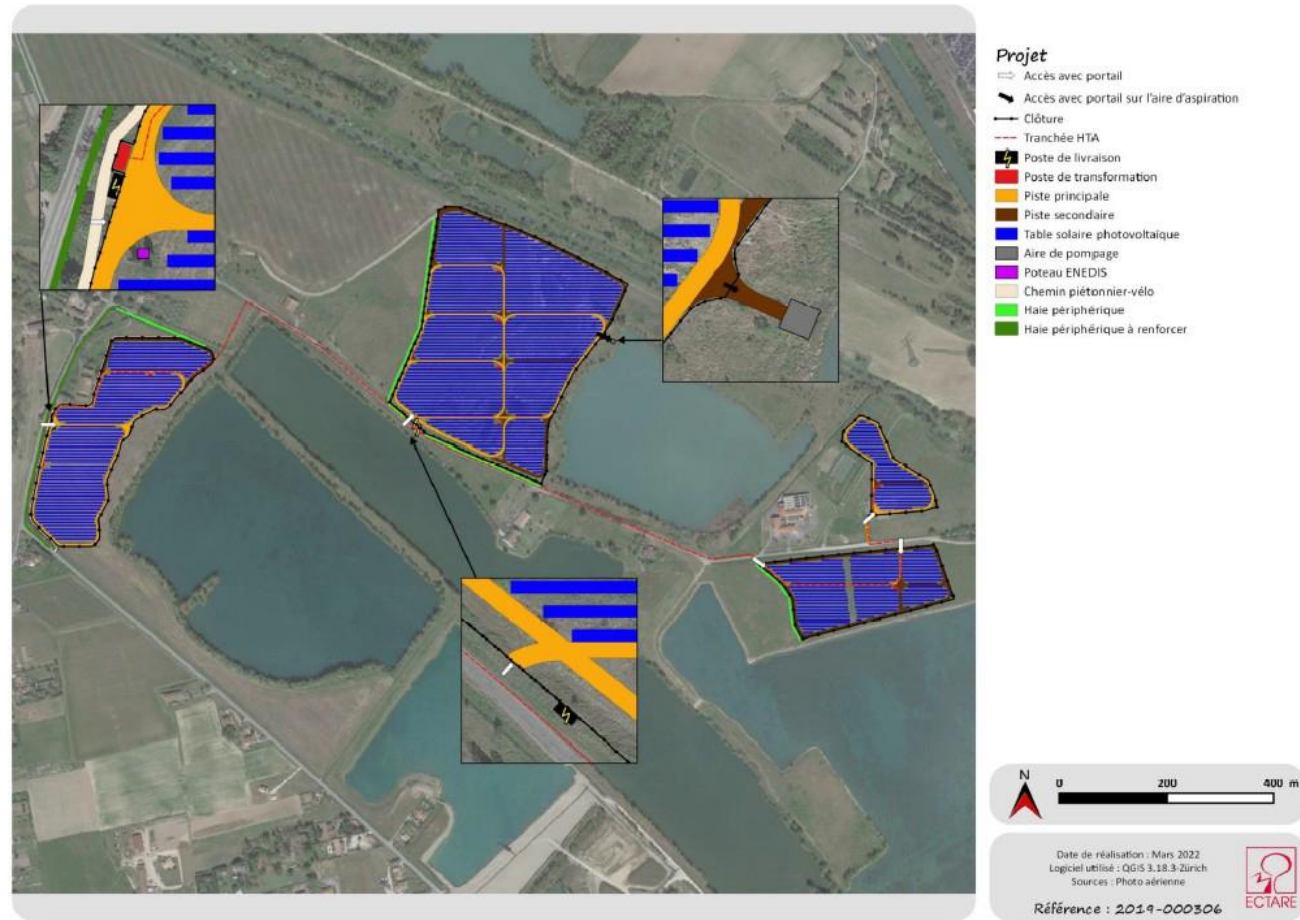 Projet
Accès avec portail
Accès avec portail sur l'aire d'aspiration
Clôture
Tranchée HTA
Poste de livraison
Poste de transformation
Piste principale
Piste secondaire
Table solaire photovoltaïque
Aire de pompage
Poteau ENEDIS
Chemin piétonnier-vélo
Haie périphérique
Haie périphérique à renforcer
N
0 200 400 m
Date de réalisation : Mars 2022
Logiciel utilisé : QGIS 3.18.3-Zürich
Sources : Photo aérienne
Référence : 2019-000306
ECTARE